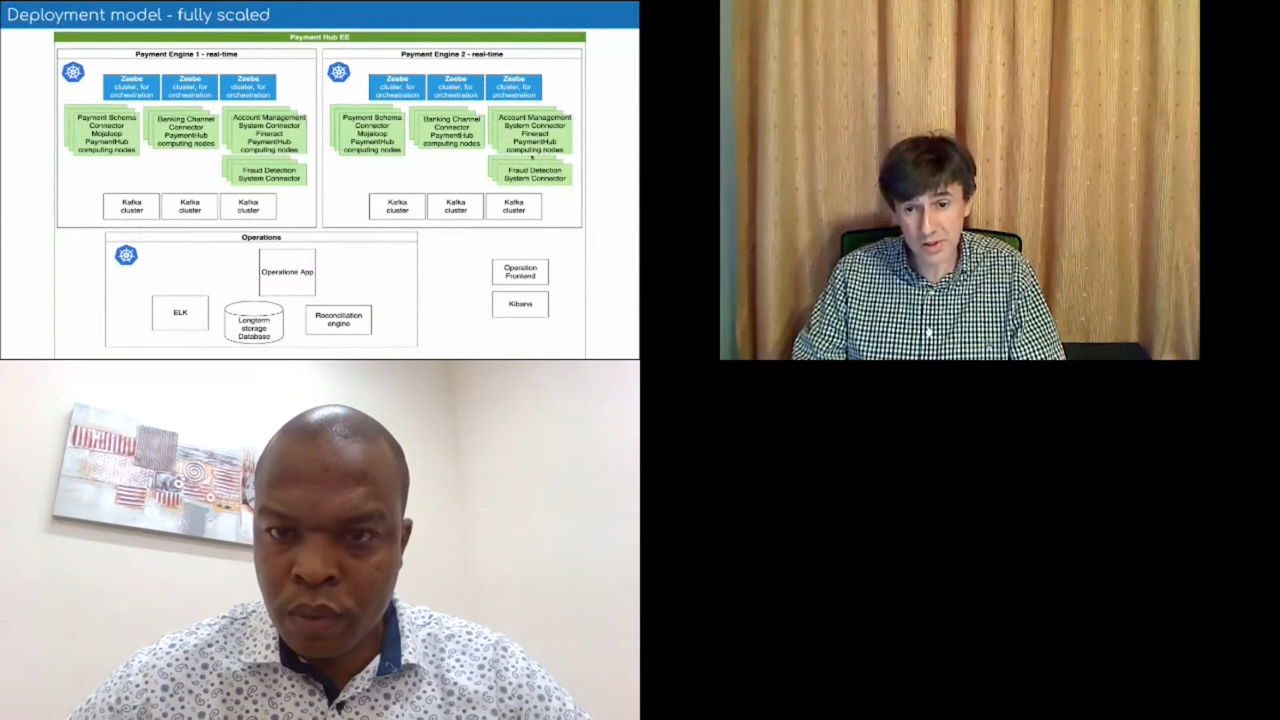 Deployment model - fully scaled
Payment Hub EE
Payment Engine 1 - real-time
Zeebe
cluster, for
orchestration
Zeebe
cluster, for
orchestration
Zeebe
cluster, for
orchestration
Payment Schema
Connector
Mojaloop
PaymentHub
computing nodes
Banking Channel
Connector
PaymentHub
computing nodes
Account Management
System Connector
Fineract
PaymentHub
computing nodes
Fraud Detection
System Connector
Kafka
cluster
Kafka
cluster
Kafka
cluster
Payment Engine 2 - real-time
Zeebe
cluster, for
orchestration
Zeebe
cluster, for
orchestration
Zeebe
cluster, for
orchestration
Payment Schema
Connector
Mojaloop
PaymentHub
computing nodes
Banking Channel
Connector
PaymentHub
computing nodes
Account Management
System Connector
Fineract
PaymentHub
computing nodes
Fraud Detection
System Connector
Kafka
cluster
Kafka
cluster
Kafka
cluster
Operations
Operations App
ELK
Longterm
storage
Database
Reconciliation
engine
Operation
Frontend
Kibana